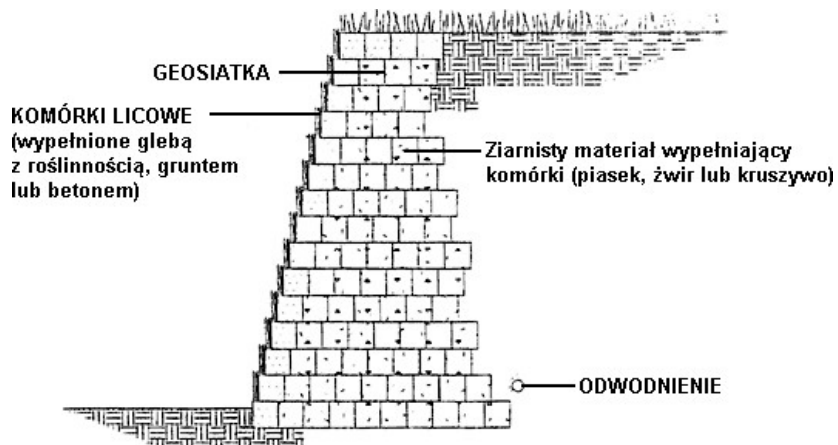 GEOSIATKA
KOMÓRKI LICOWE
(wypełnione glebą
z roślinnością, gruntem
lub betonem)
Ziarnisty materiał wypełniający
komórki (piasek, żwir lub kruszywo)
ODWODNIENIE